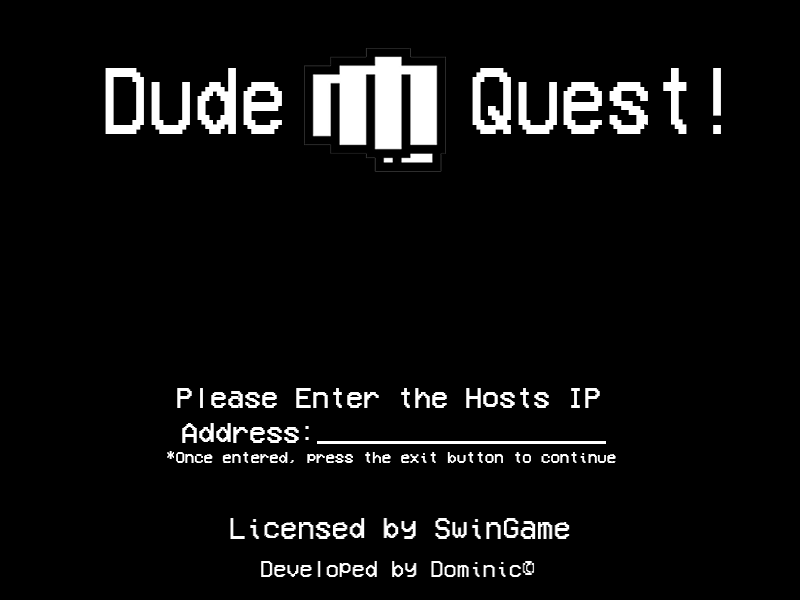 Dude Quest!
Please Enter the Hosts IP
Address:
*Once entered, press the exit button to continue
Licensed by SwinGame
Developed by Dominic©